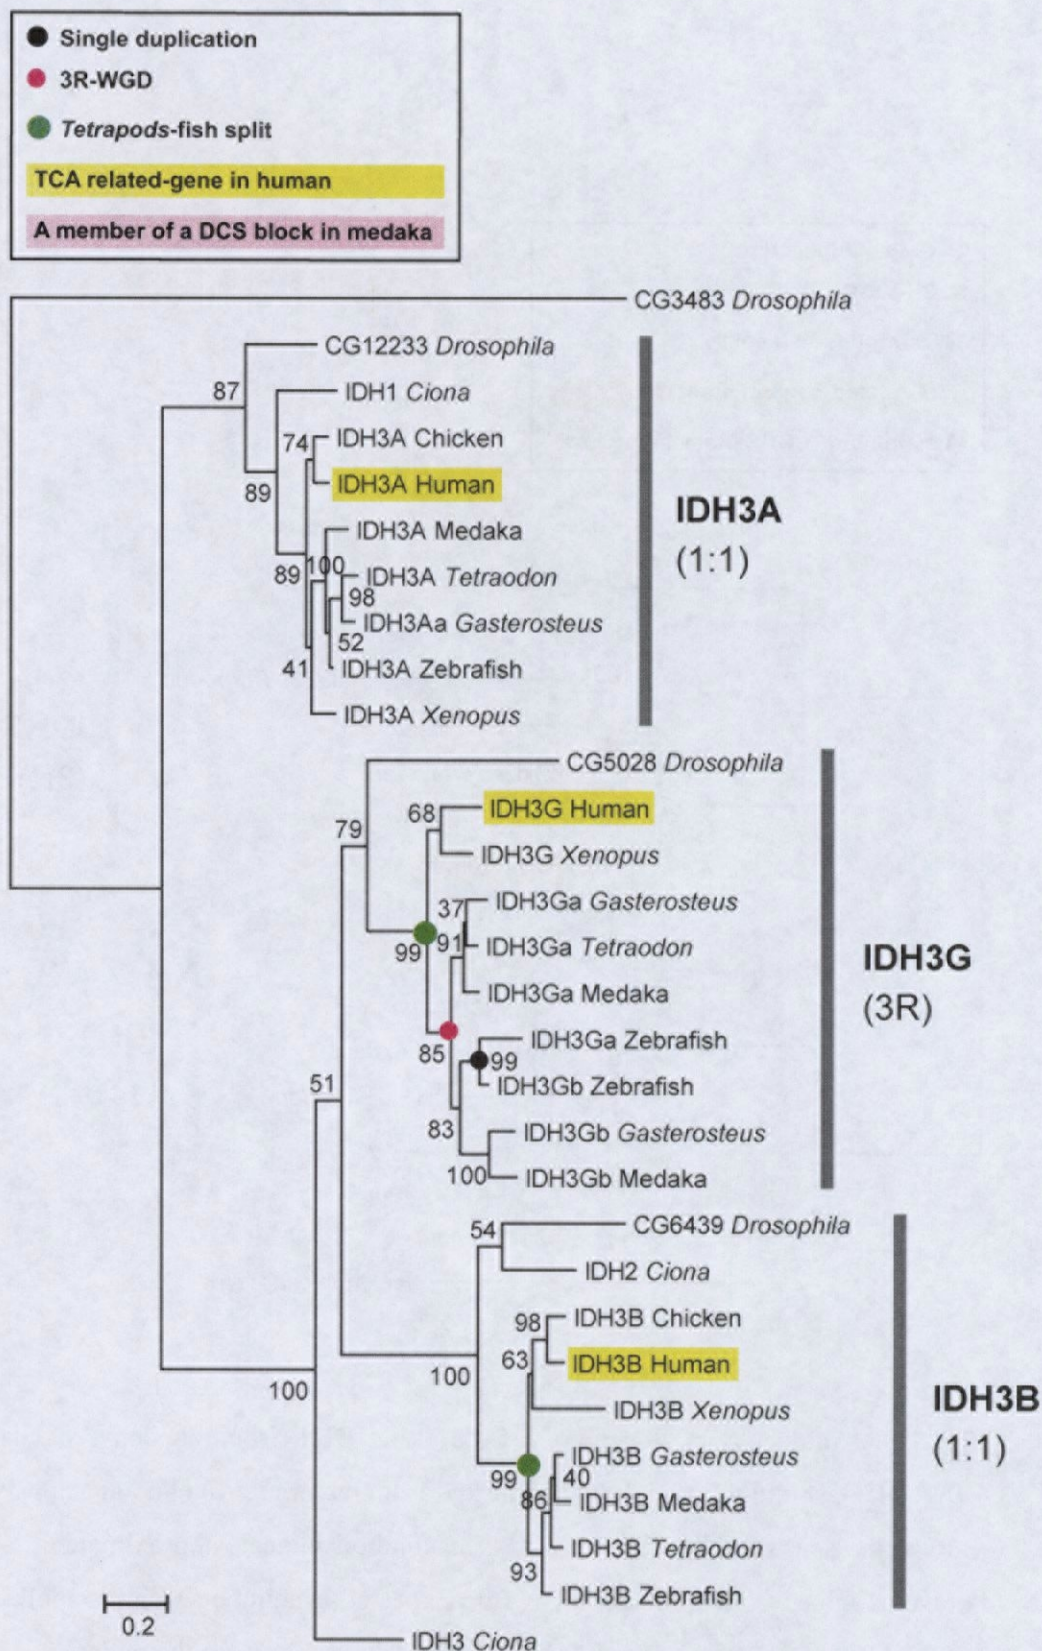 Single duplication
3R-WGD
Tetrapods-fish split
TCA related-gene in human
A member of a DCS block in medaka
CG3483 Drosophila
CG12233 Drosophila
87
IDH1 Ciona
74
IDH3A Chicken
IDH3A Human
89
IDH3A Medaka
89
100
IDH3A Tetraodon
98
IDH3Aa Gasterosteus
52
41
IDH3A Zebrafish
IDH3A Xenopus
IDH3A
(1:1)
CG5028 Drosophila
79
68
IDH3G Human
IDH3G Xenopus
37
IDH3Ga Gasterosteus
99
91
IDH3Ga Tetraodon
IDH3Ga Medaka
85
IDH3Ga Zebrafish
99
IDH3Gb Zebrafish
83
IDH3Gb Gasterosteus
100
IDH3Gb Medaka
IDH3G
(3R)
51
54
CG6439 Drosophila
IDH2 Ciona
98
IDH3B Chicken
63
IDH3B Human
100
IDH3B Xenopus
99
IDH3B Gasterosteus
40
86
IDH3B Medaka
IDH3B Tetraodon
93
IDH3B Zebrafish
IDH3B
(1:1)
100
0.2
IDH3 Ciona